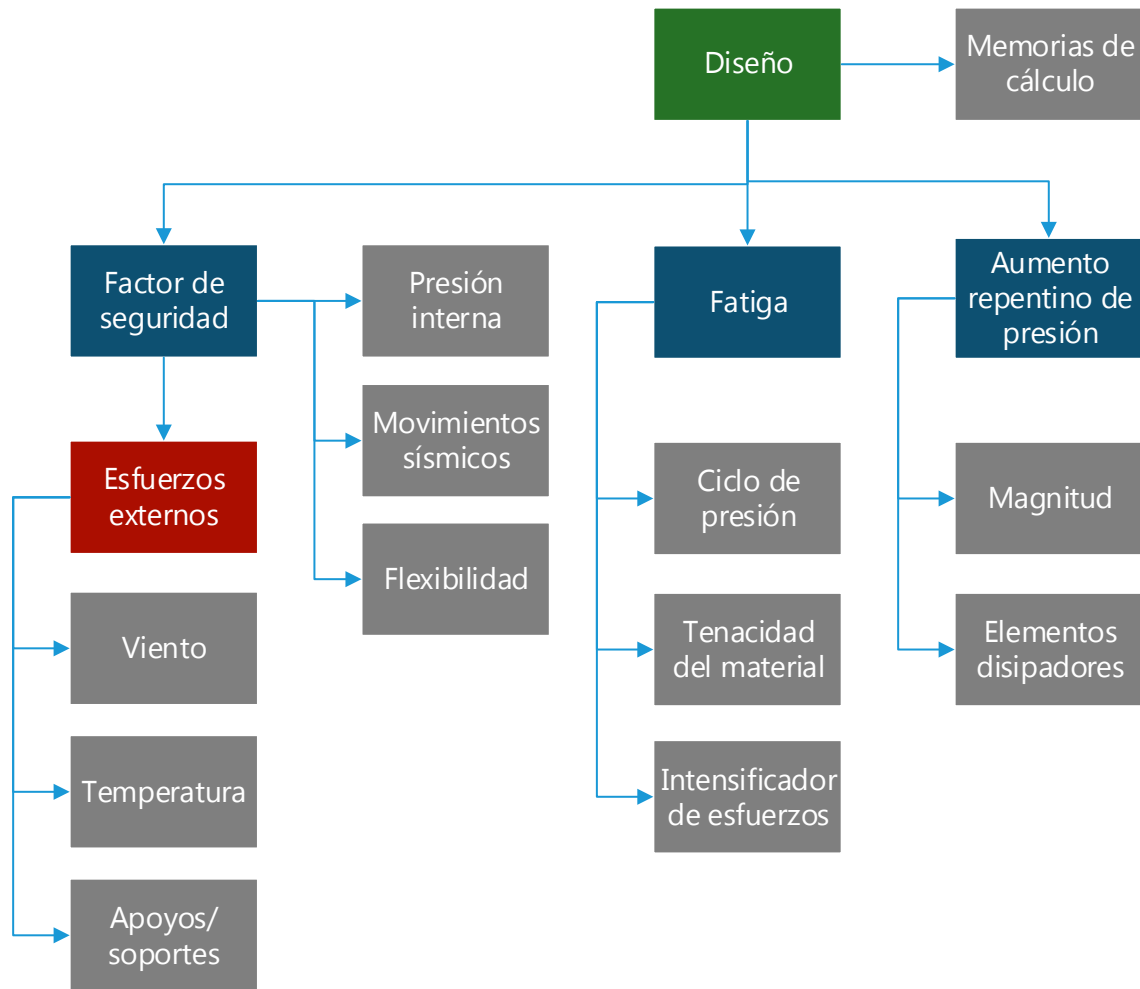 Diseño
Memorias de
cálculo
Factor de
seguridad
Presión
interna
Fatiga
Aumento
repentino de
presión
Movimientos
sísmicos
Esfuerzos
externos
Ciclo de
presión
Magnitud
Flexibilidad
Viento
Tenacidad
del material
Elementos
disipadores
Temperatura
Intensificador
de esfuerzos
Apoyos/
soportes